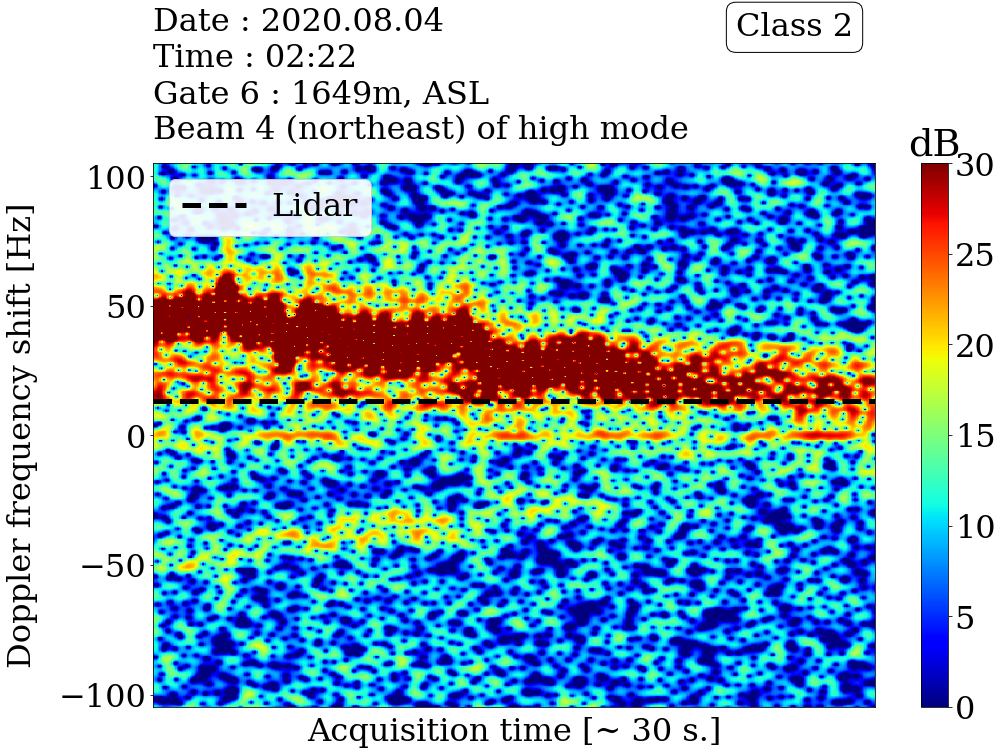 Date : 2020.08.04
Class 2
Time : 02:22
Gate 6 : 1649m, ASL
Beam 4 (northeast) of high mode
dB
Lidar
100
50
0
−50
−100
Doppler frequency shift [Hz]
Acquisition time [~ 30 s.]
30
25
20
15
10
5
0